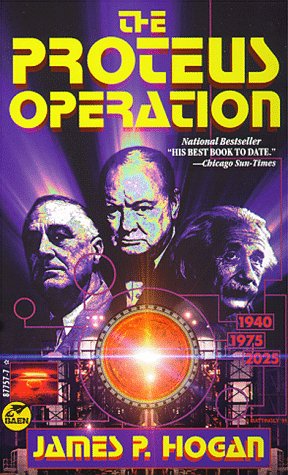 THE
PROTEUS
OPERATION
National Bestseller
"HIS BEST BOOK TO DATE."
—Chicago Sun-Times
1940
1975
2025
87757-7
BATTINGLY
BAEN
JAMES P. HOGAN